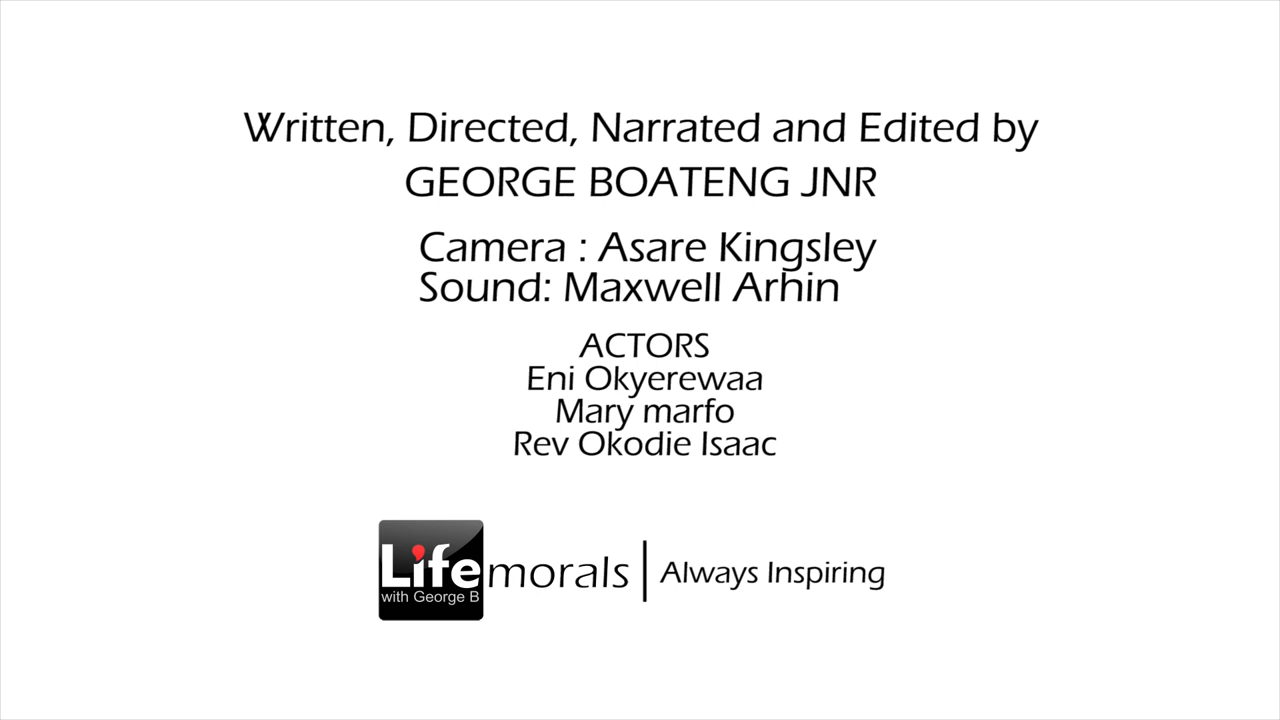 Written, Directed, Narrated and Edited by
GEORGE BOATENG JNR
Camera : Asare Kingsley
Sound: Maxwell Arhin
ACTORS
Eni Okyerewaa
Mary marfo
Rev Okodie Isaac
Life morals | Always Inspiring
with George B